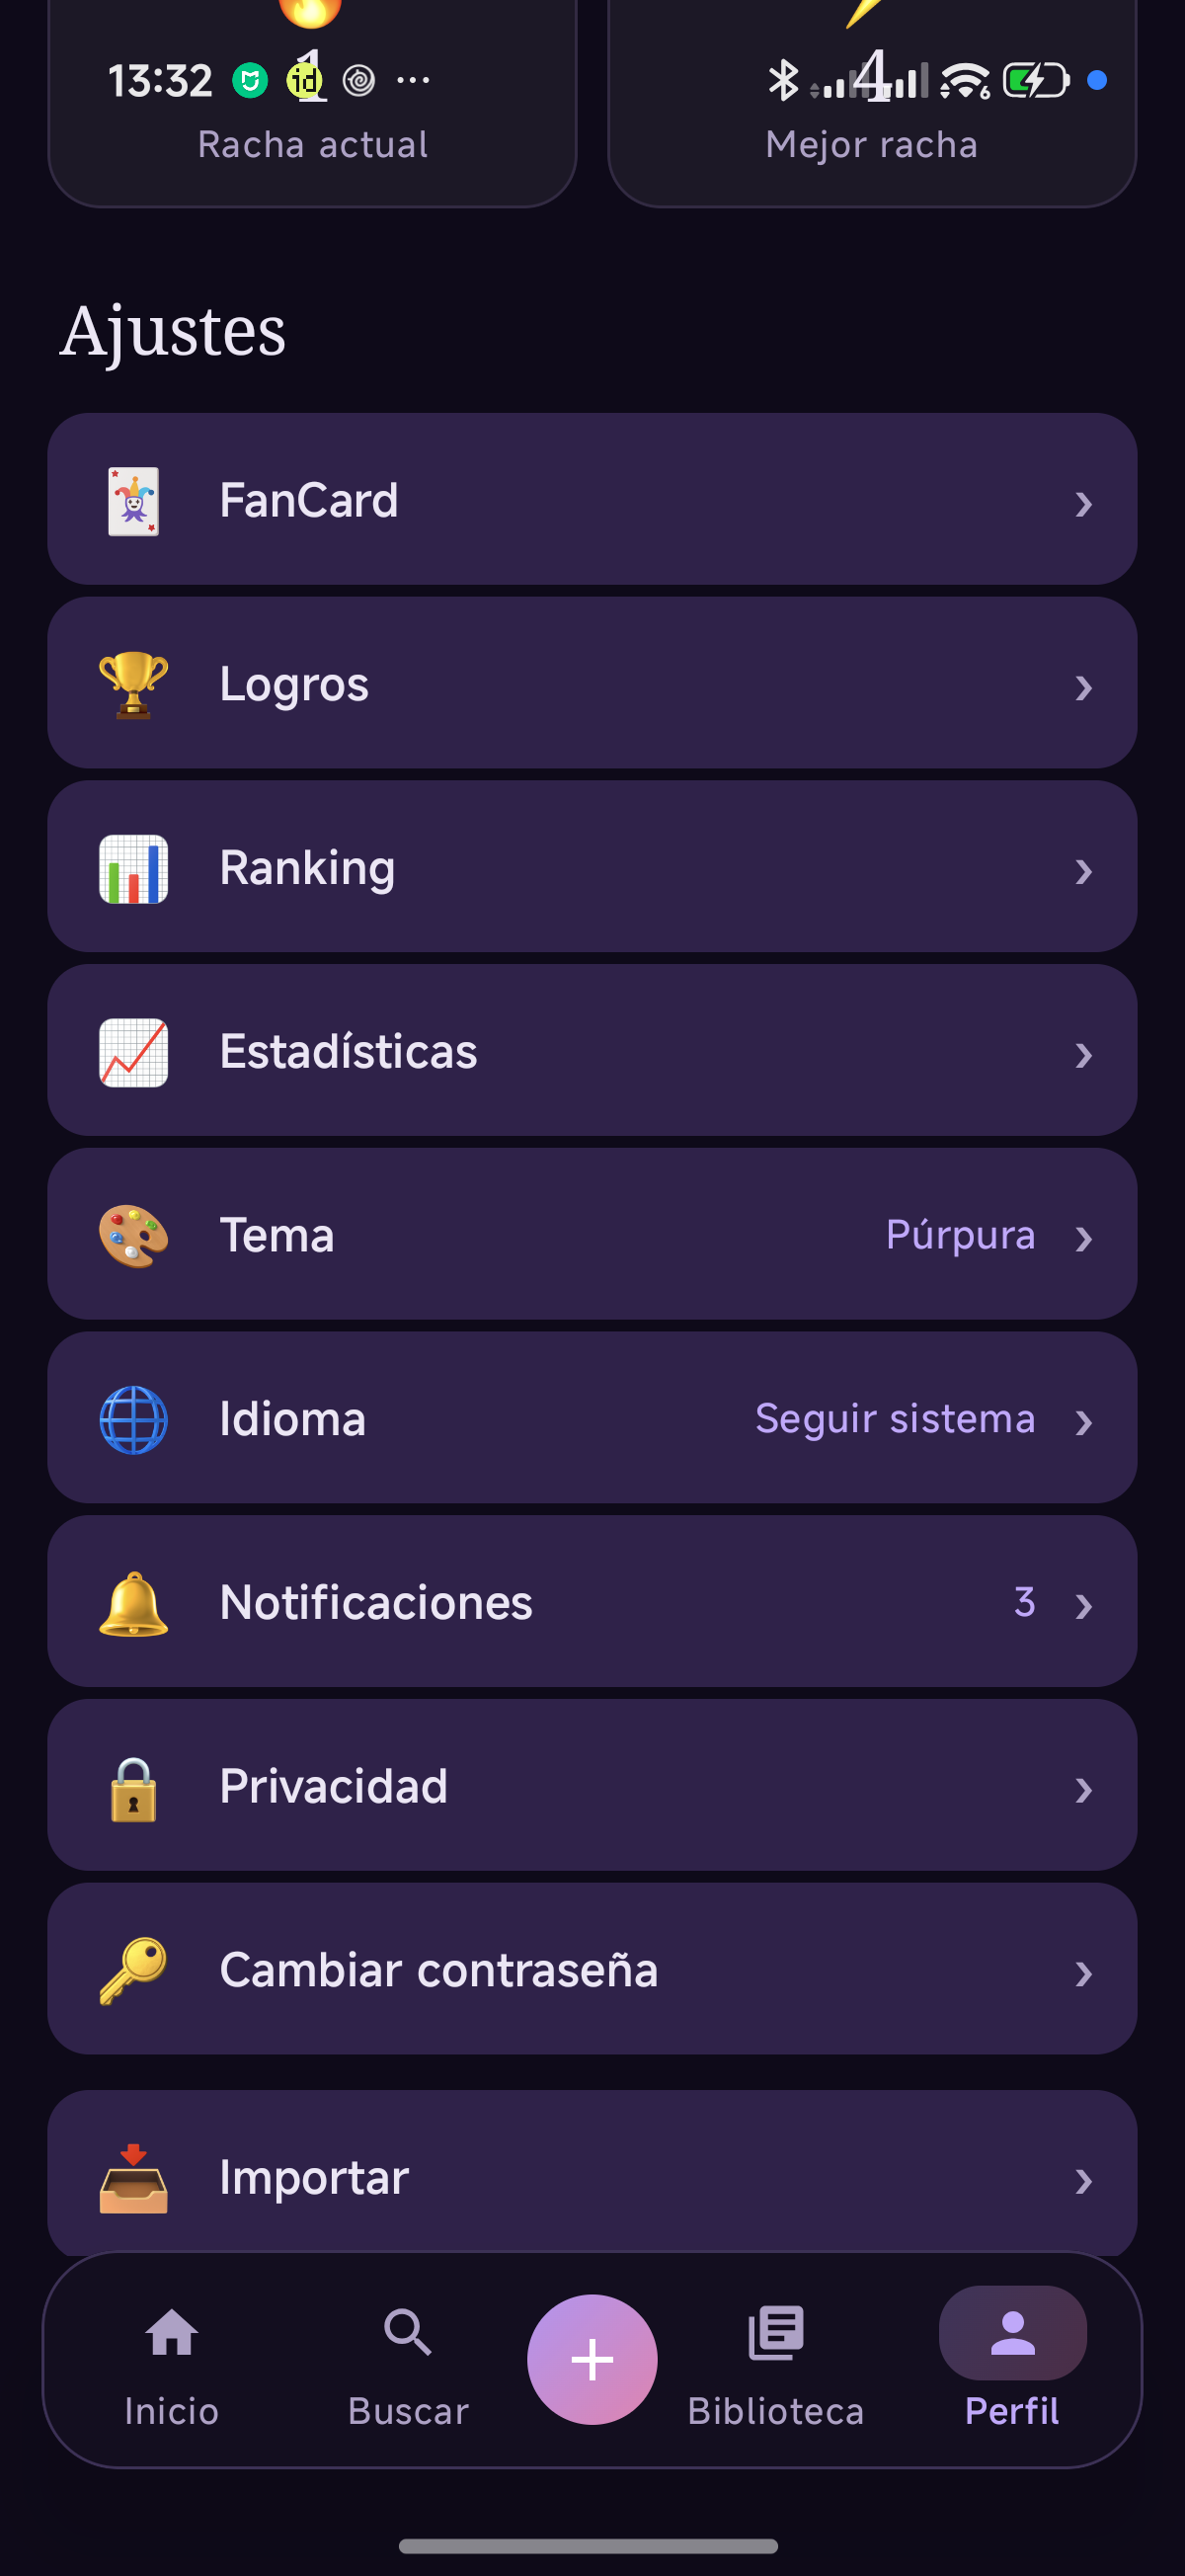 13:32
1
4
6
Racha actual
Mejor racha
Ajustes
FanCard
Logros
Ranking
Estadísticas
Tema
Púrpura
Idioma
Seguir sistema
Notificaciones
3
Privacidad
Cambiar contraseña
Importar
Inicio
Buscar
Biblioteca
Perfil